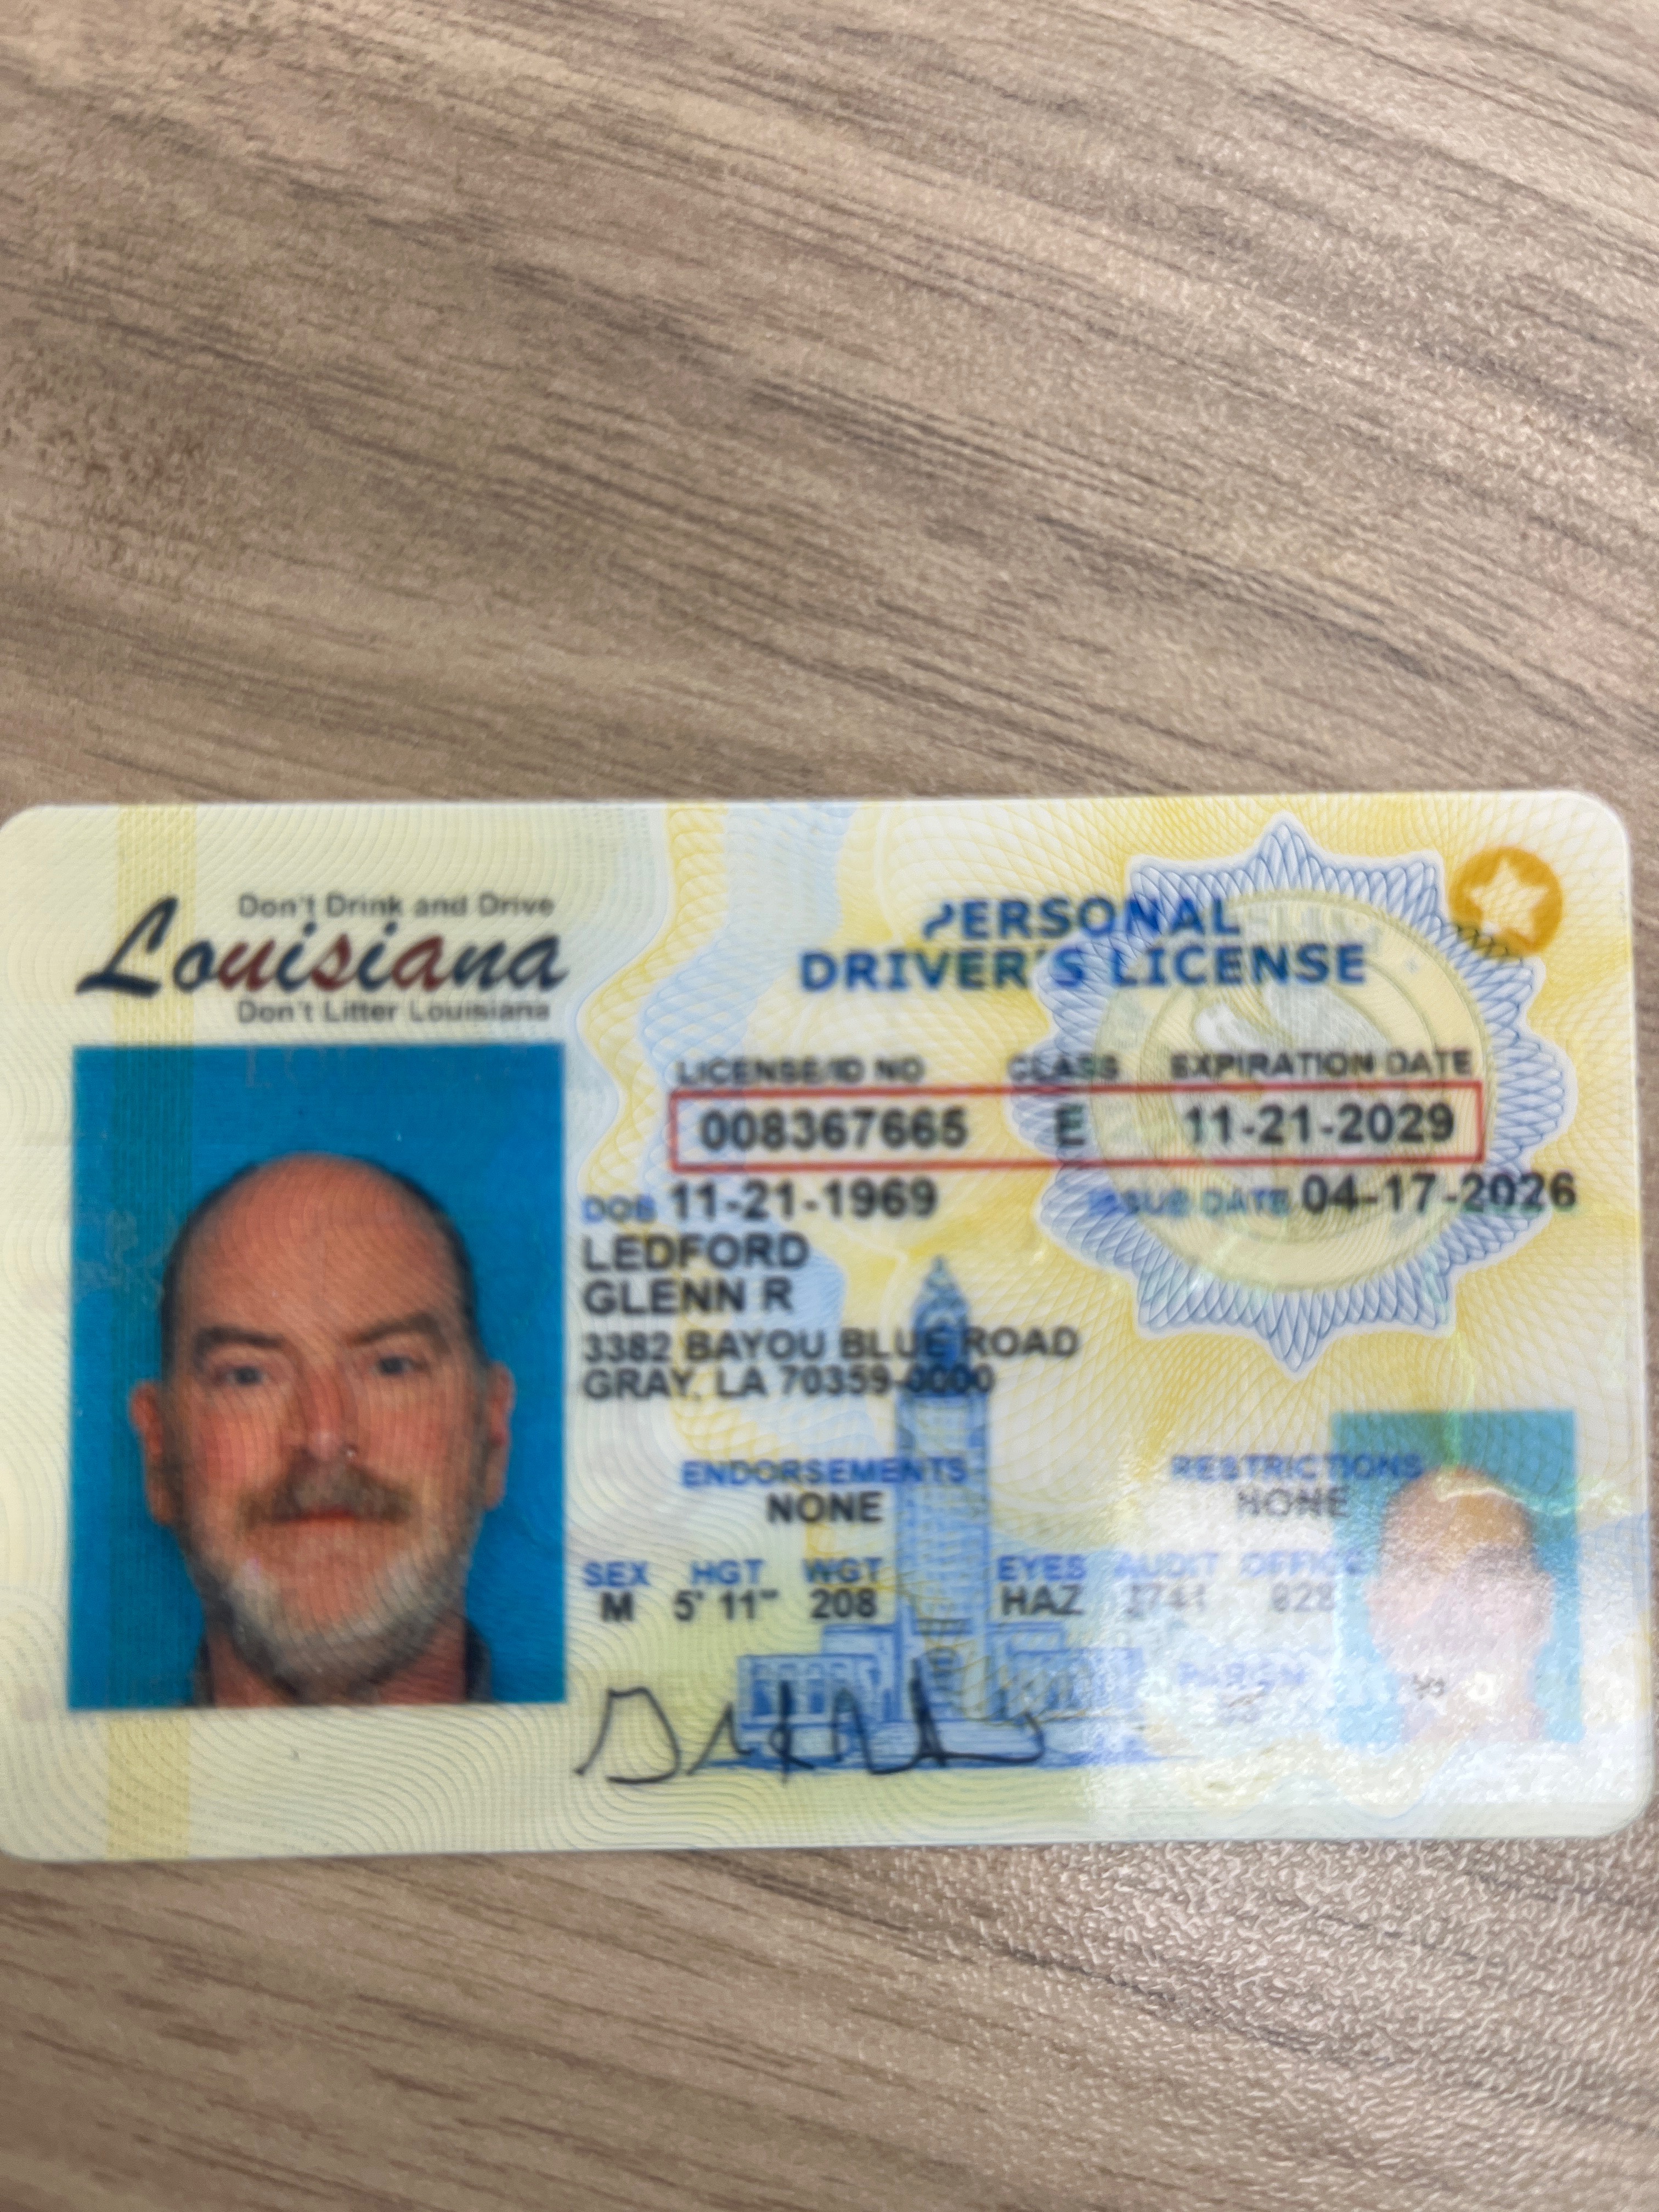 Don't Drink and Drive
Louisiana
Don't Litter Louisiana
PERSONAL
DRIVER'S LICENSE
LICENSE/ID NO CLASS EXPIRATION DATE
008367665 E 11-21-2029
DOB 11-21-1969 ISSUE DATE 04-17-2026
LEDFORD
GLENN R
3382 BAYOU BLUE ROAD
GRAY, LA 70359-0000
ENDORSEMENTS RESTRICTIONS
NONE NONE
SEX HGT WGT EYES AUDIT OFFICE
M 5' 11" 208 HAZ
PARISH